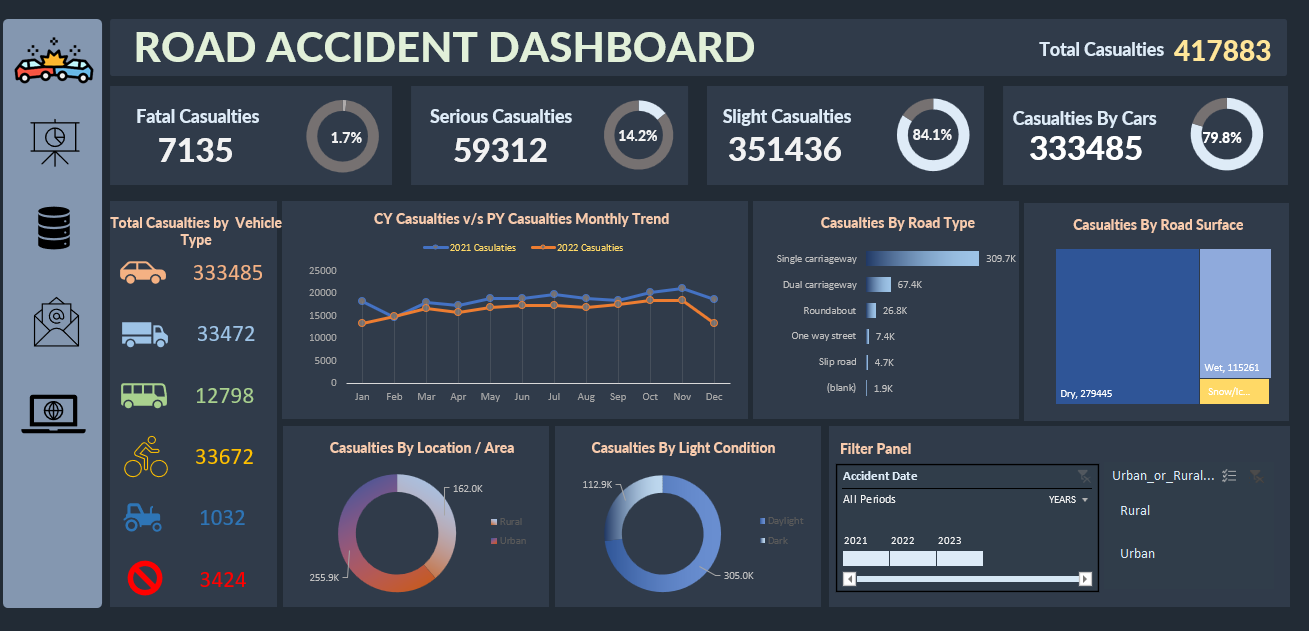 ROAD ACCIDENT DASHBOARD
Total Casualties 417883
Fatal Casualties
7135
1.7%
Serious Casualties
59312
14.2%
Slight Casualties
351436
84.1%
Casualties By Cars
333485
79.8%
Total Casualties by Vehicle
Type
333485
33472
12798
33672
1032
3424
CY Casualties v/s PY Casualties Monthly Trend
2021 Casulaties
2022 Casualties
25000
20000
15000
10000
5000
0
Jan Feb Mar Apr May Jun Jul Aug Sep Oct Nov Dec
Casualties By Road Type
Single carriageway 309.7K
Dual carriageway 67.4K
Roundabout 26.8K
One way street 7.4K
Slip road 4.7K
(blank) 1.9K
Casualties By Road Surface
Dry, 279445
Wet, 115261
Snow/Ic...
Casualties By Location / Area
162.0K
255.9K
Rural
Urban
Casualties By Light Condition
112.9K
305.0K
Daylight
Dark
Filter Panel
Accident Date
All Periods YEARS
2021 2022 2023
Urban_or_Rural...
Rural
Urban